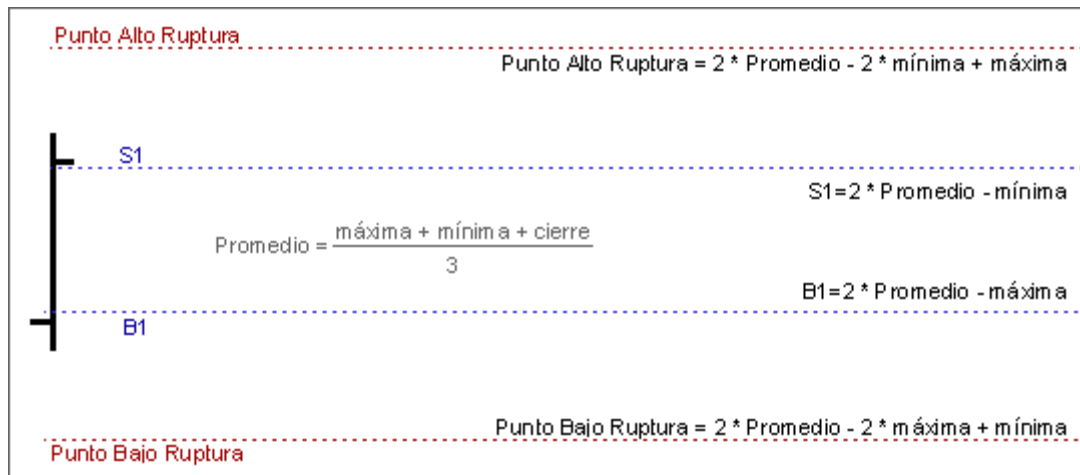 Punto Alto Ruptura
Punto Alto Ruptura = 2 * Promedio - 2 * mínima + máxima
S1
S1=2 * Promedio - mínima
Promedio = máxima + mínima + cierre
3
B1=2 * Promedio - máxima
B1
Punto Bajo Ruptura = 2 * Promedio - 2 * máxima + mínima
Punto Bajo Ruptura